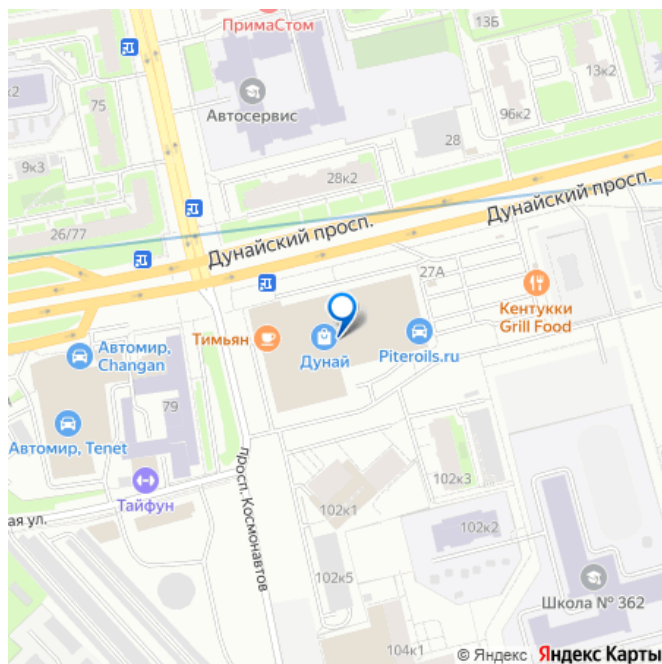 13Б
ПримаСтом
к2
75
Автосервис
13к2
96к2
28
9к3
28к2
Дунайский просп.
26/77
Дунайский просп.
27А
Кентукки
Grill Food
Тимьян
Дунай
Piteroils.ru
Автомир,
Changan
79
Автомир, Tenet
Тайфун
просп. Космонавтов
ая ул.
102к3
102к1
102к2
102к5
Школа № 362
104к1
© Яндекс Яндекс Карты